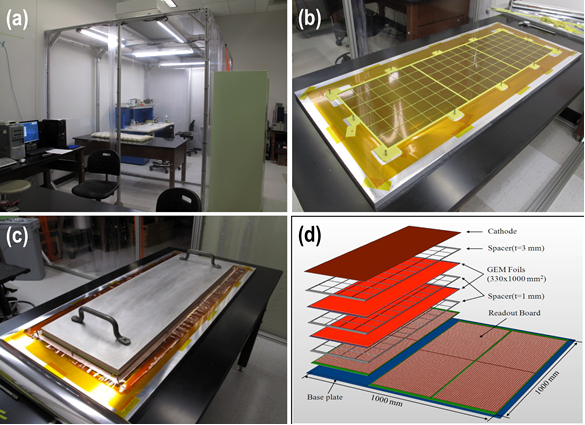 (a)
(b)
(c)
(d)
Cathode
Spacer(t=3 mm)
GEM Foils
(330x1000 mm²)
Spacer(t=1 mm)
Readout Board
Base plate
1000 mm
1000 mm